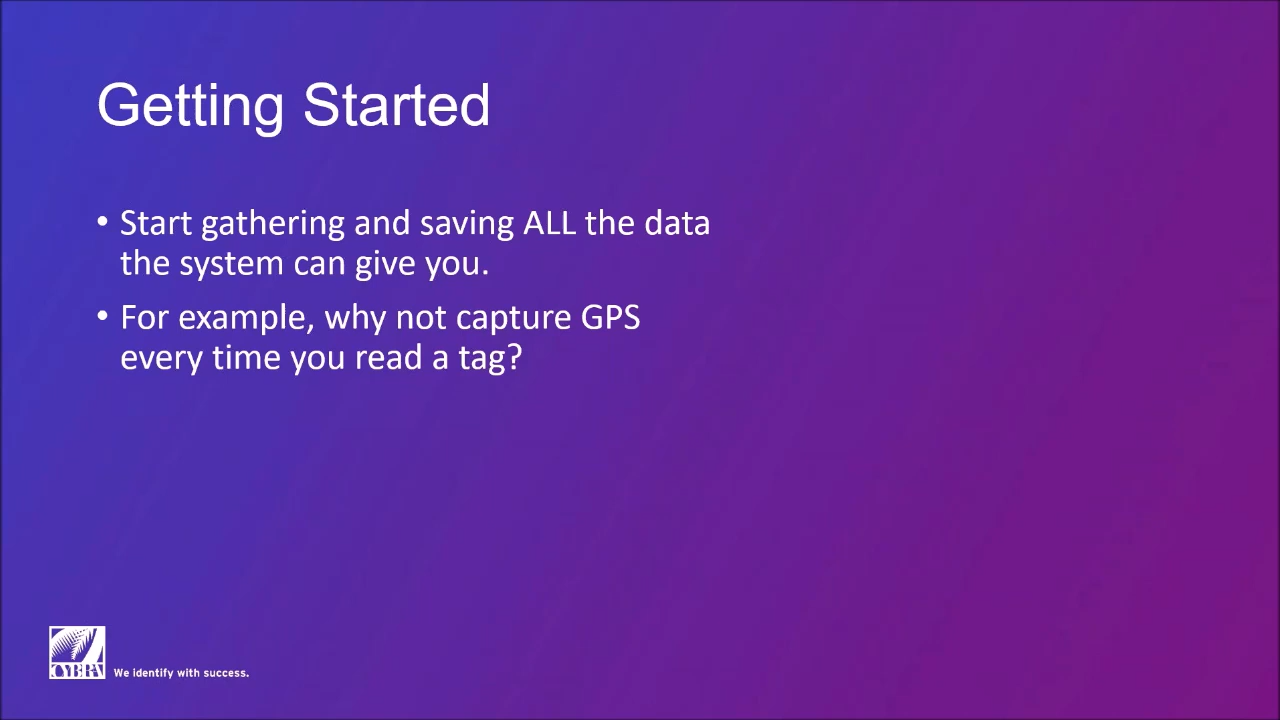 Getting Started
• Start gathering and saving ALL the data
the system can give you.
• For example, why not capture GPS
every time you read a tag?
CYBRA
We identify with success.